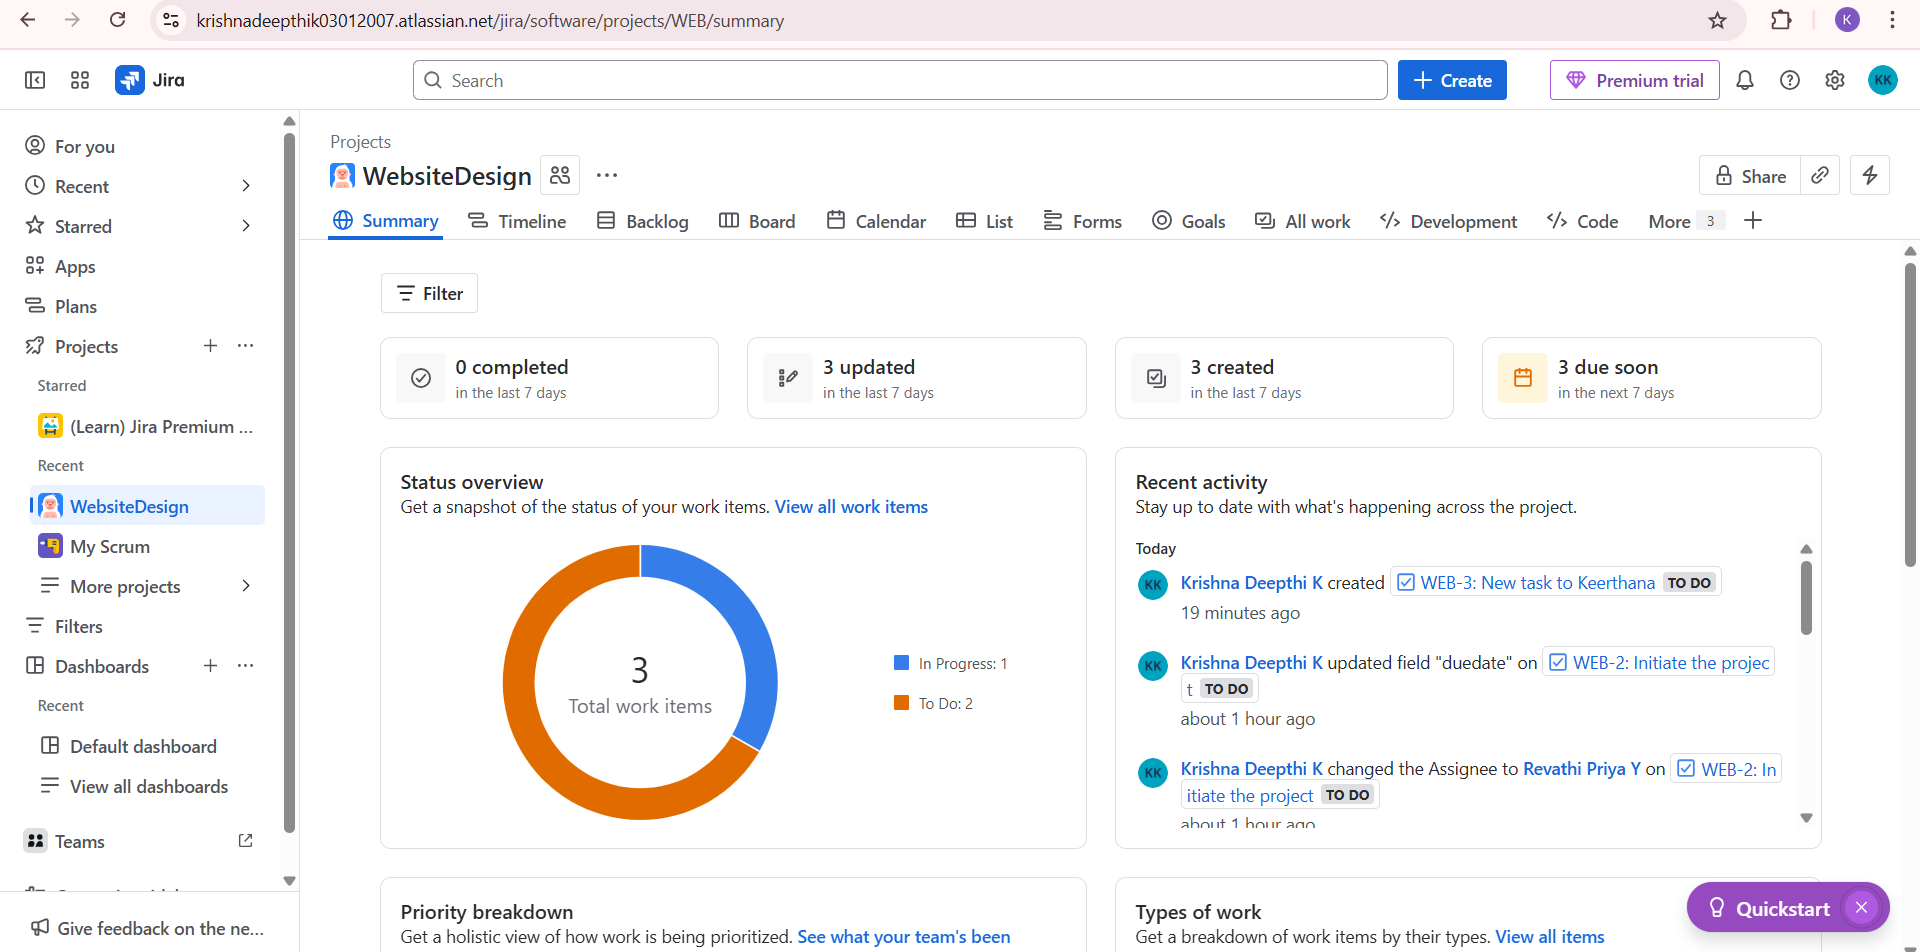 krishnadeepthik03012007.atlassian.net/jira/software/projects/WEB/summary
K
Jira
Search
Create
Premium trial
KK
For you
Recent
Starred
Apps
Plans
Projects
Starred
(Learn) Jira Premium ...
Recent
WebsiteDesign
My Scrum
More projects
Filters
Dashboards
Recent
Default dashboard
View all dashboards
Teams
Give feedback on the ne...
Projects
WebsiteDesign
Share
Summary
Timeline
Backlog
Board
Calendar
List
Forms
Goals
All work
Development
Code
More 3
Filter
0 completed
in the last 7 days
3 updated
in the last 7 days
3 created
in the last 7 days
3 due soon
in the next 7 days
Status overview
Get a snapshot of the status of your work items. View all work items
3
Total work items
In Progress: 1
To Do: 2
Recent activity
Stay up to date with what's happening across the project.
Today
KK
Krishna Deepthi K created WEB-3: New task to Keerthana TO DO
19 minutes ago
KK
Krishna Deepthi K updated field "duedate" on WEB-2: Initiate the projec
t TO DO
about 1 hour ago
KK
Krishna Deepthi K changed the Assignee to Revathi Priya Y on WEB-2: In
itiate the project TO DO
about 1 hour ago
Priority breakdown
Get a holistic view of how work is being prioritized. See what your team's been
Types of work
Get a breakdown of work items by their types. View all items
Quickstart